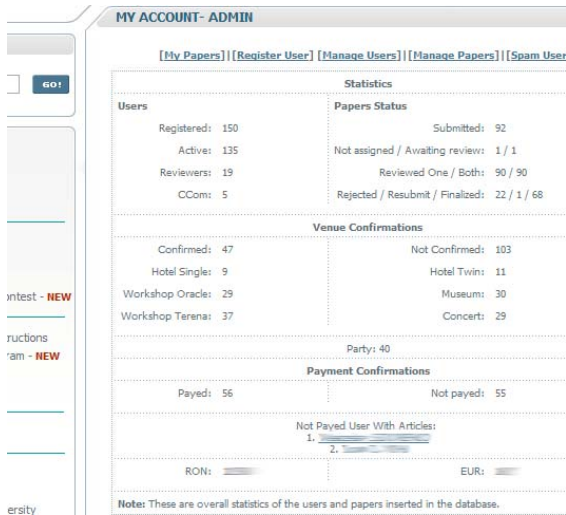 MY ACCOUNT- ADMIN
[My Papers]|[Register User] [Manage Users]|[Manage Papers]|[Spam User
GO!
Statistics
Users Papers Status
Registered: 150 Submitted: 92
Active: 135 Not assigned / Awaiting review: 1 / 1
Reviewers: 19 Reviewed One / Both: 90 / 90
CCom: 5 Rejected / Resubmit / Finalized: 22 / 1 / 68
Venue Confirmations
Confirmed: 47 Not Confirmed: 103
Hotel Single: 9 Hotel Twin: 11
ontest - NEW
Workshop Oracle: 29 Museum: 30
Workshop Terena: 37 Concert: 29
ructions
ram - NEW
Party: 40
Payment Confirmations
Payed: 56 Not payed: 55
Not Payed User With Articles:
1.
2.
RON: EUR:
Note: These are overall statistics of the users and papers inserted in the database.
ersity